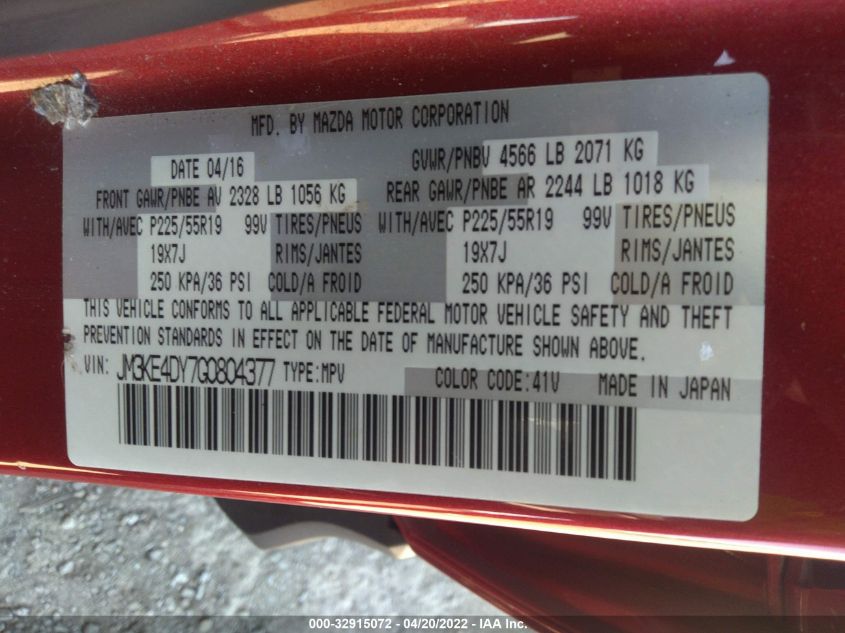 MFD. BY MAZDA MOTOR CORPORATION
DATE 04/16 GVWR/PNBV 4566 LB 2071 KG
FRONT GAWR/PNBE AV 2328 LB 1056 KG REAR GAWR/PNBE AR 2244 LB 1018 KG
WITH/AVEC P225/55R19 99V TIRES/PNEUS WITH/AVEC P225/55R19 99V TIRES/PNEUS
19X7J RIMS/JANTES 19X7J RIMS/JANTES
250 KPA/36 PSI COLD/A FROID 250 KPA/36 PSI COLD/A FROID
THIS VEHICLE CONFORMS TO ALL APPLICABLE FEDERAL MOTOR VEHICLE SAFETY AND THEFT
PREVENTION STANDARDS IN EFFECT ON THE DATE OF MANUFACTURE SHOWN ABOVE.
VIN: JM3KE4DY7G0804377 TYPE:MPV COLOR CODE:41V MADE IN JAPAN
000-32915072 - 04/20/2022 - IAA Inc.